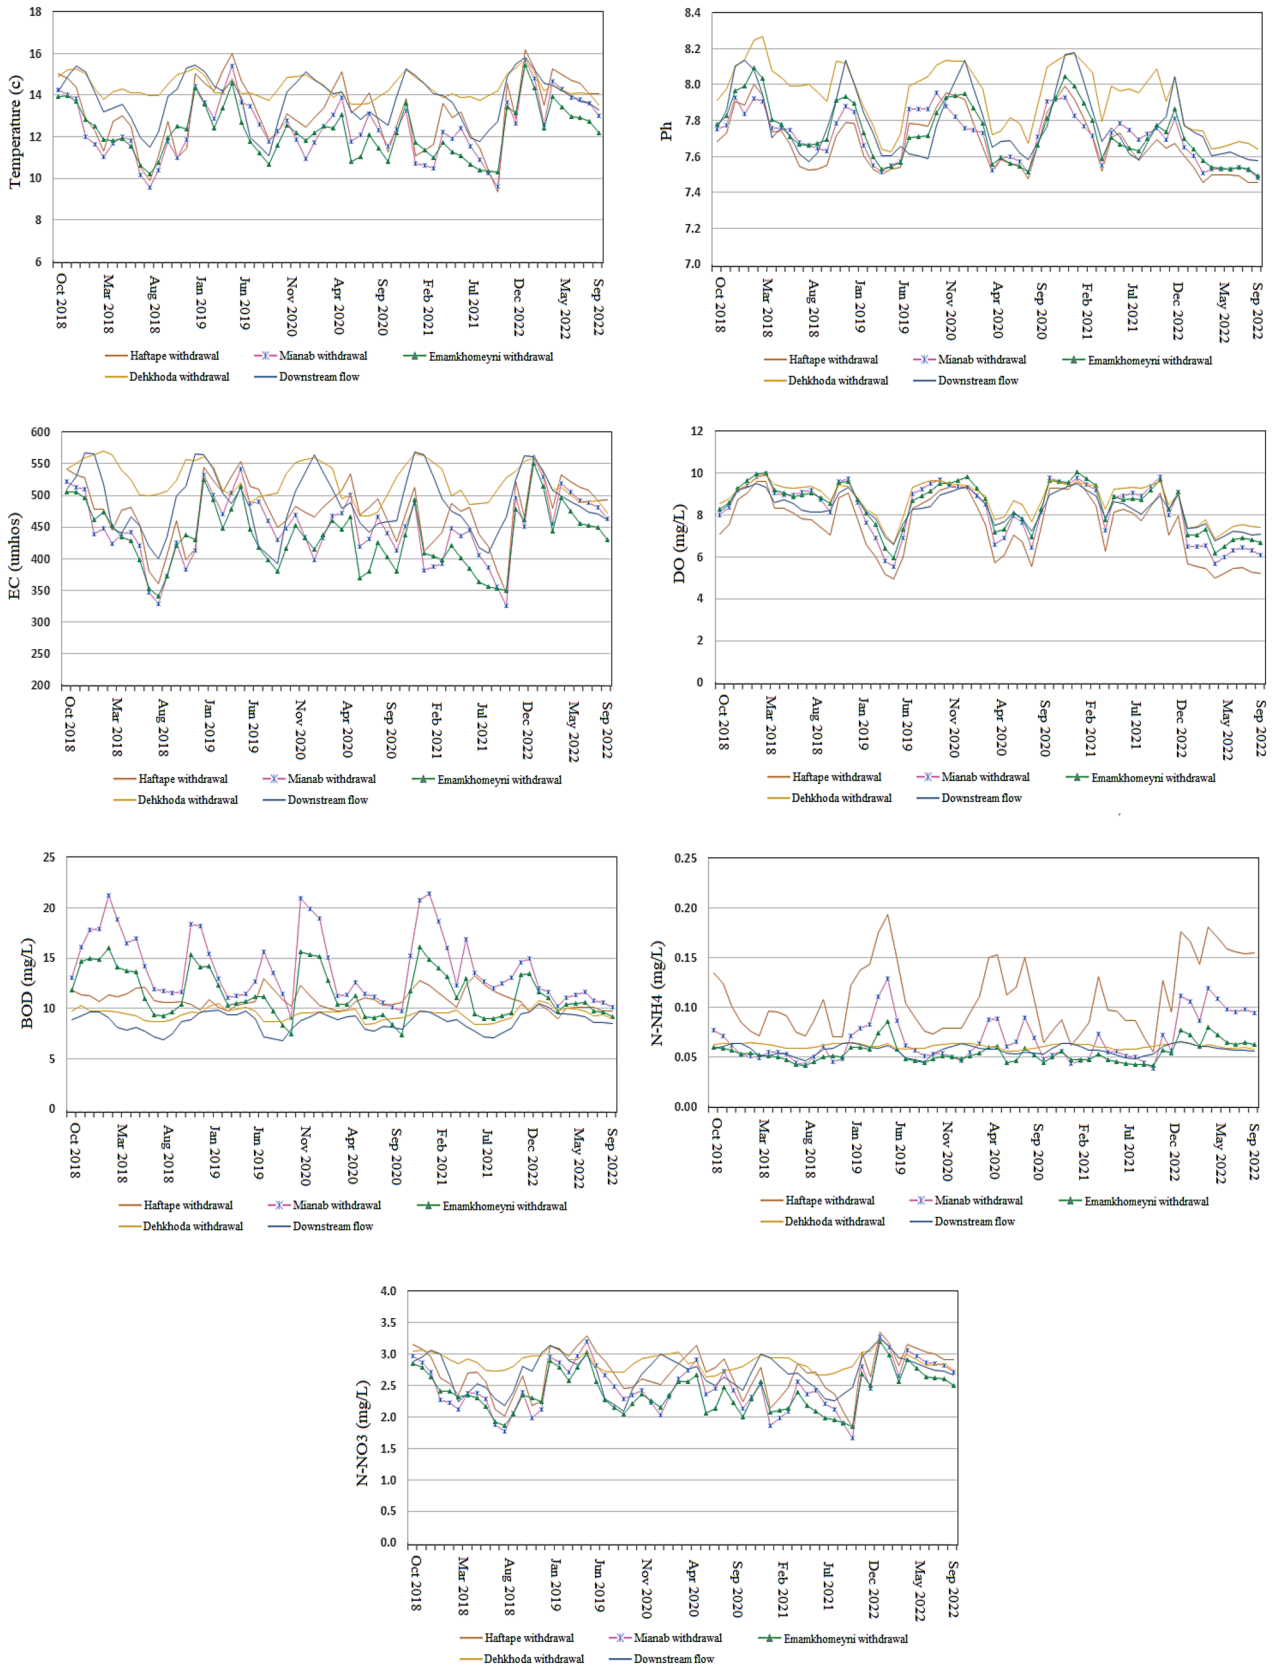 18
16
14
12
10
8
6
Temperature (c)
Oct 2018
Mar 2018
Aug 2018
Jan 2019
Jun 2019
Nov 2020
Apr 2020
Sep 2020
Feb 2021
Jul 2021
Dec 2022
May 2022
Sep 2022
Haftape withdrawal
Mianab withdrawal
Emamkhomeyni withdrawal
Dehkhoda withdrawal
Downstream flow
8.4
8.2
8.0
7.8
7.6
7.4
7.2
7.0
Ph
Oct 2018
Mar 2018
Aug 2018
Jan 2019
Jun 2019
Nov 2020
Apr 2020
Sep 2020
Feb 2021
Jul 2021
Dec 2022
May 2022
Sep 2022
Haftape withdrawal
Mianab withdrawal
Emamkhomeyni withdrawal
Dehkhoda withdrawal
Downstream flow
600
550
500
450
400
350
300
250
200
EC (umhos)
Oct 2018
Mar 2018
Aug 2018
Jan 2019
Jun 2019
Nov 2020
Apr 2020
Sep 2020
Feb 2021
Jul 2021
Dec 2022
May 2022
Sep 2022
Haftape withdrawal
Mianab withdrawal
Emamkhomeyni withdrawal
Dehkhoda withdrawal
Downstream flow
12
10
8
6
4
2
0
DO (mg/L)
Oct 2018
Mar 2018
Aug 2018
Jan 2019
Jun 2019
Nov 2020
Apr 2020
Sep 2020
Feb 2021
Jul 2021
Dec 2022
May 2022
Sep 2022
Haftape withdrawal
Mianab withdrawal
Emamkhomeyni withdrawal
Dehkhoda withdrawal
Downstream flow
25
20
15
10
5
0
BOD (mg/L)
Oct 2018
Mar 2018
Aug 2018
Jan 2019
Jun 2019
Nov 2020
Apr 2020
Sep 2020
Feb 2021
Jul 2021
Dec 2022
May 2022
Sep 2022
Haftape withdrawal
Mianab withdrawal
Emamkhomeyni withdrawal
Dehkhoda withdrawal
Downstream flow
0.25
0.20
0.15
0.10
0.05
0.00
N-NH4 (mg/L)
Oct 2018
Mar 2018
Aug 2018
Jan 2019
Jun 2019
Nov 2020
Apr 2020
Sep 2020
Feb 2021
Jul 2021
Dec 2022
May 2022
Sep 2022
Haftape withdrawal
Mianab withdrawal
Emamkhomeyni withdrawal
Dehkhoda withdrawal
Downstream flow
4.0
3.5
3.0
2.5
2.0
1.5
1.0
0.5
0.0
N-NO3 (mg/L)
Oct 2018
Mar 2018
Aug 2018
Jan 2019
Jun 2019
Nov 2020
Apr 2020
Sep 2020
Feb 2021
Jul 2021
Dec 2022
May 2022
Sep 2022
Haftape withdrawal
Mianab withdrawal
Emamkhomeyni withdrawal
Dehkhoda withdrawal
Downstream flow